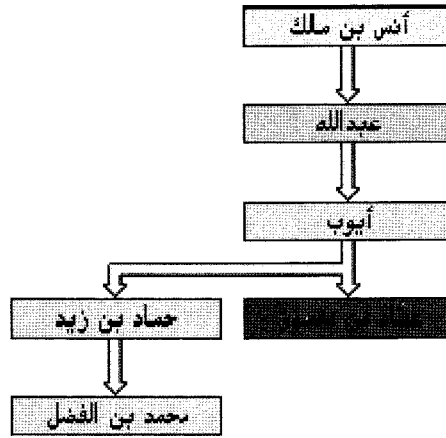 أنس بن مالك
عبدالله
أيوب
حماد بن زيد
محمد بن الفضل